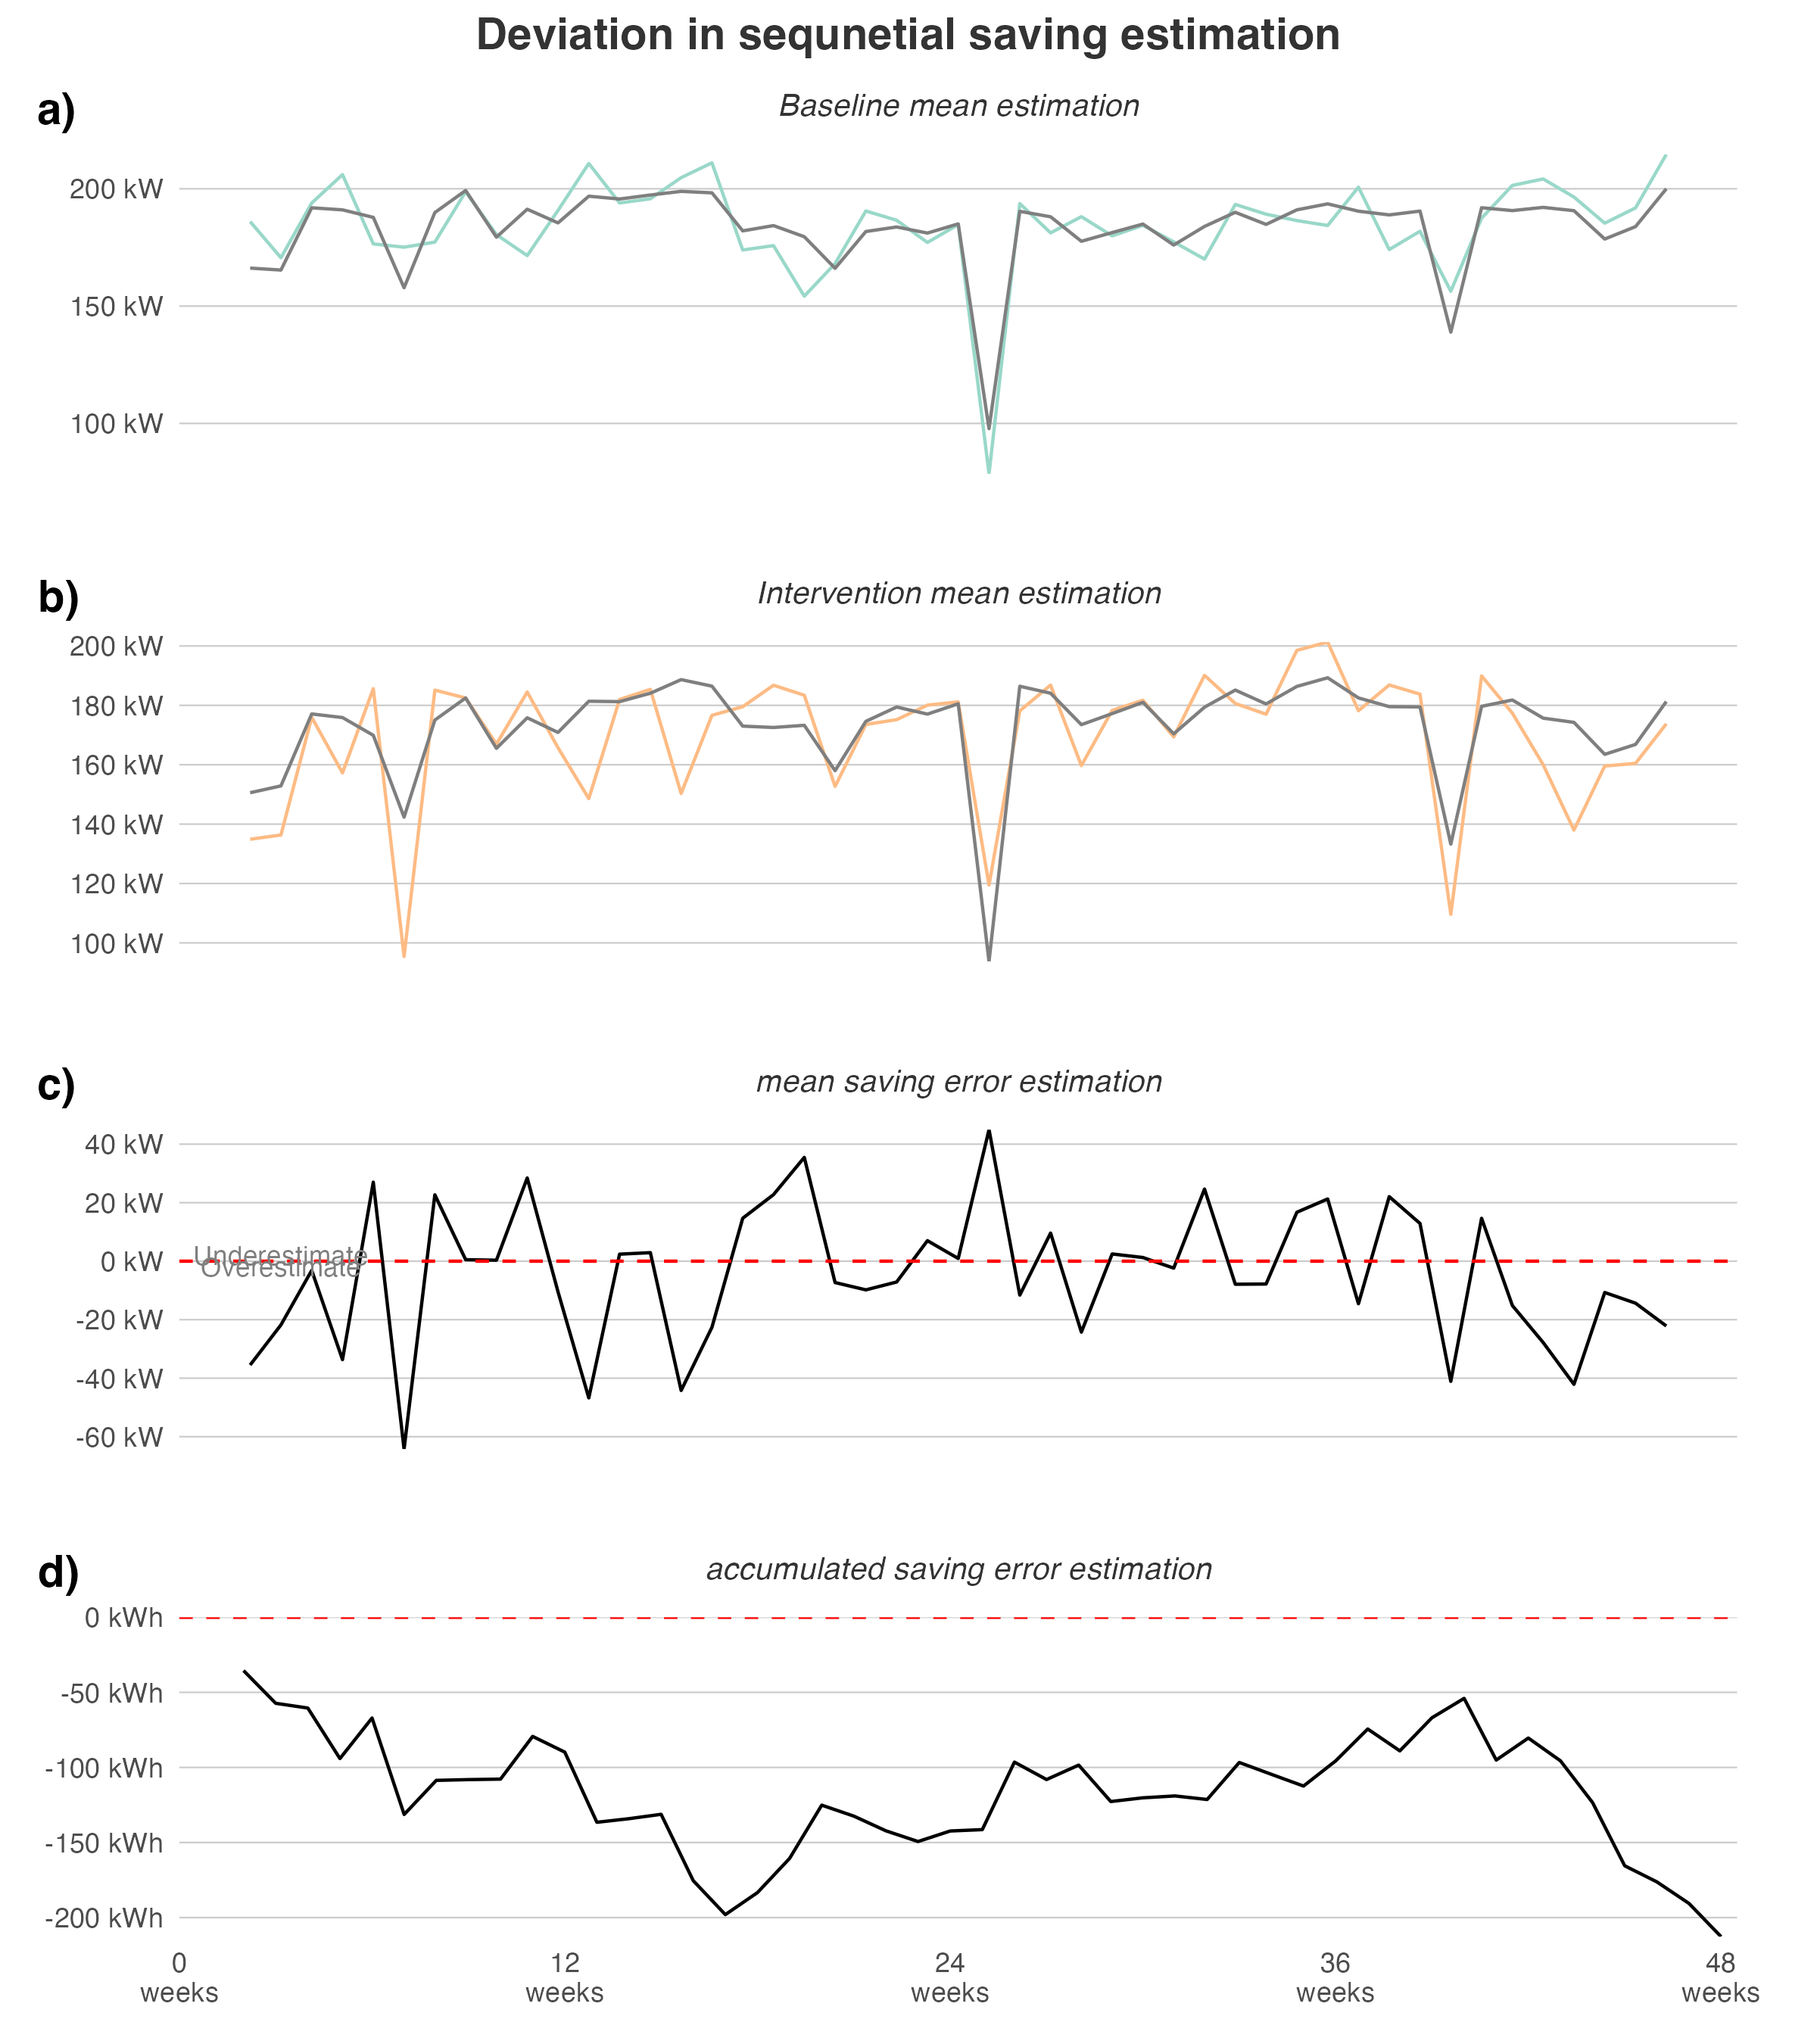 Deviation in sequnetial saving estimation
a)
Baseline mean estimation
200 kW
150 kW
100 kW
b)
Intervention mean estimation
200 kW
180 kW
160 kW
140 kW
120 kW
100 kW
c)
mean saving error estimation
40 kW
20 kW
0 kW
Underestimate
Overestimate
-20 kW
-40 kW
-60 kW
d)
accumulated saving error estimation
0 kWh
-50 kWh
-100 kWh
-150 kWh
-200 kWh
0 12 24 36 48
weeks weeks weeks weeks weeks